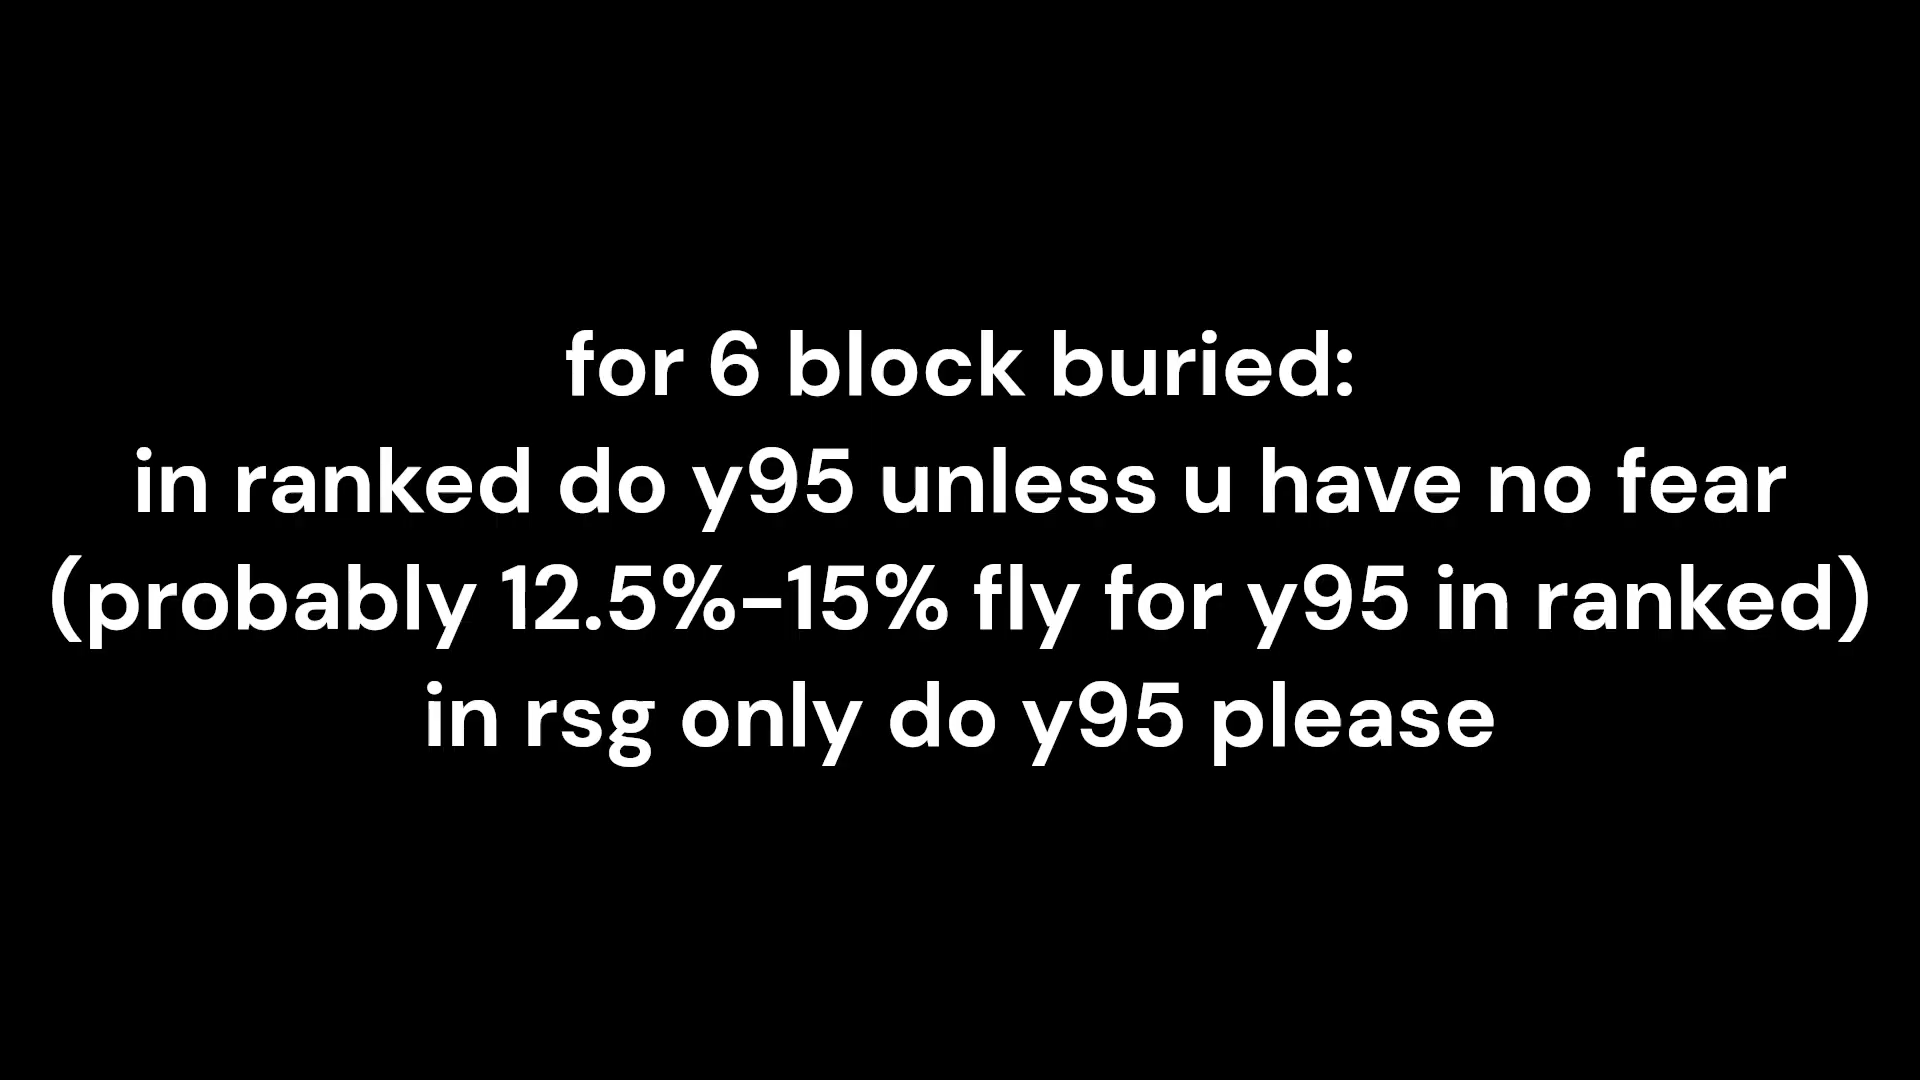 for 6 block buried:
in ranked do y95 unless u have no fear
(probably 12.5%-15% fly for y95 in ranked)
in rsg only do y95 please